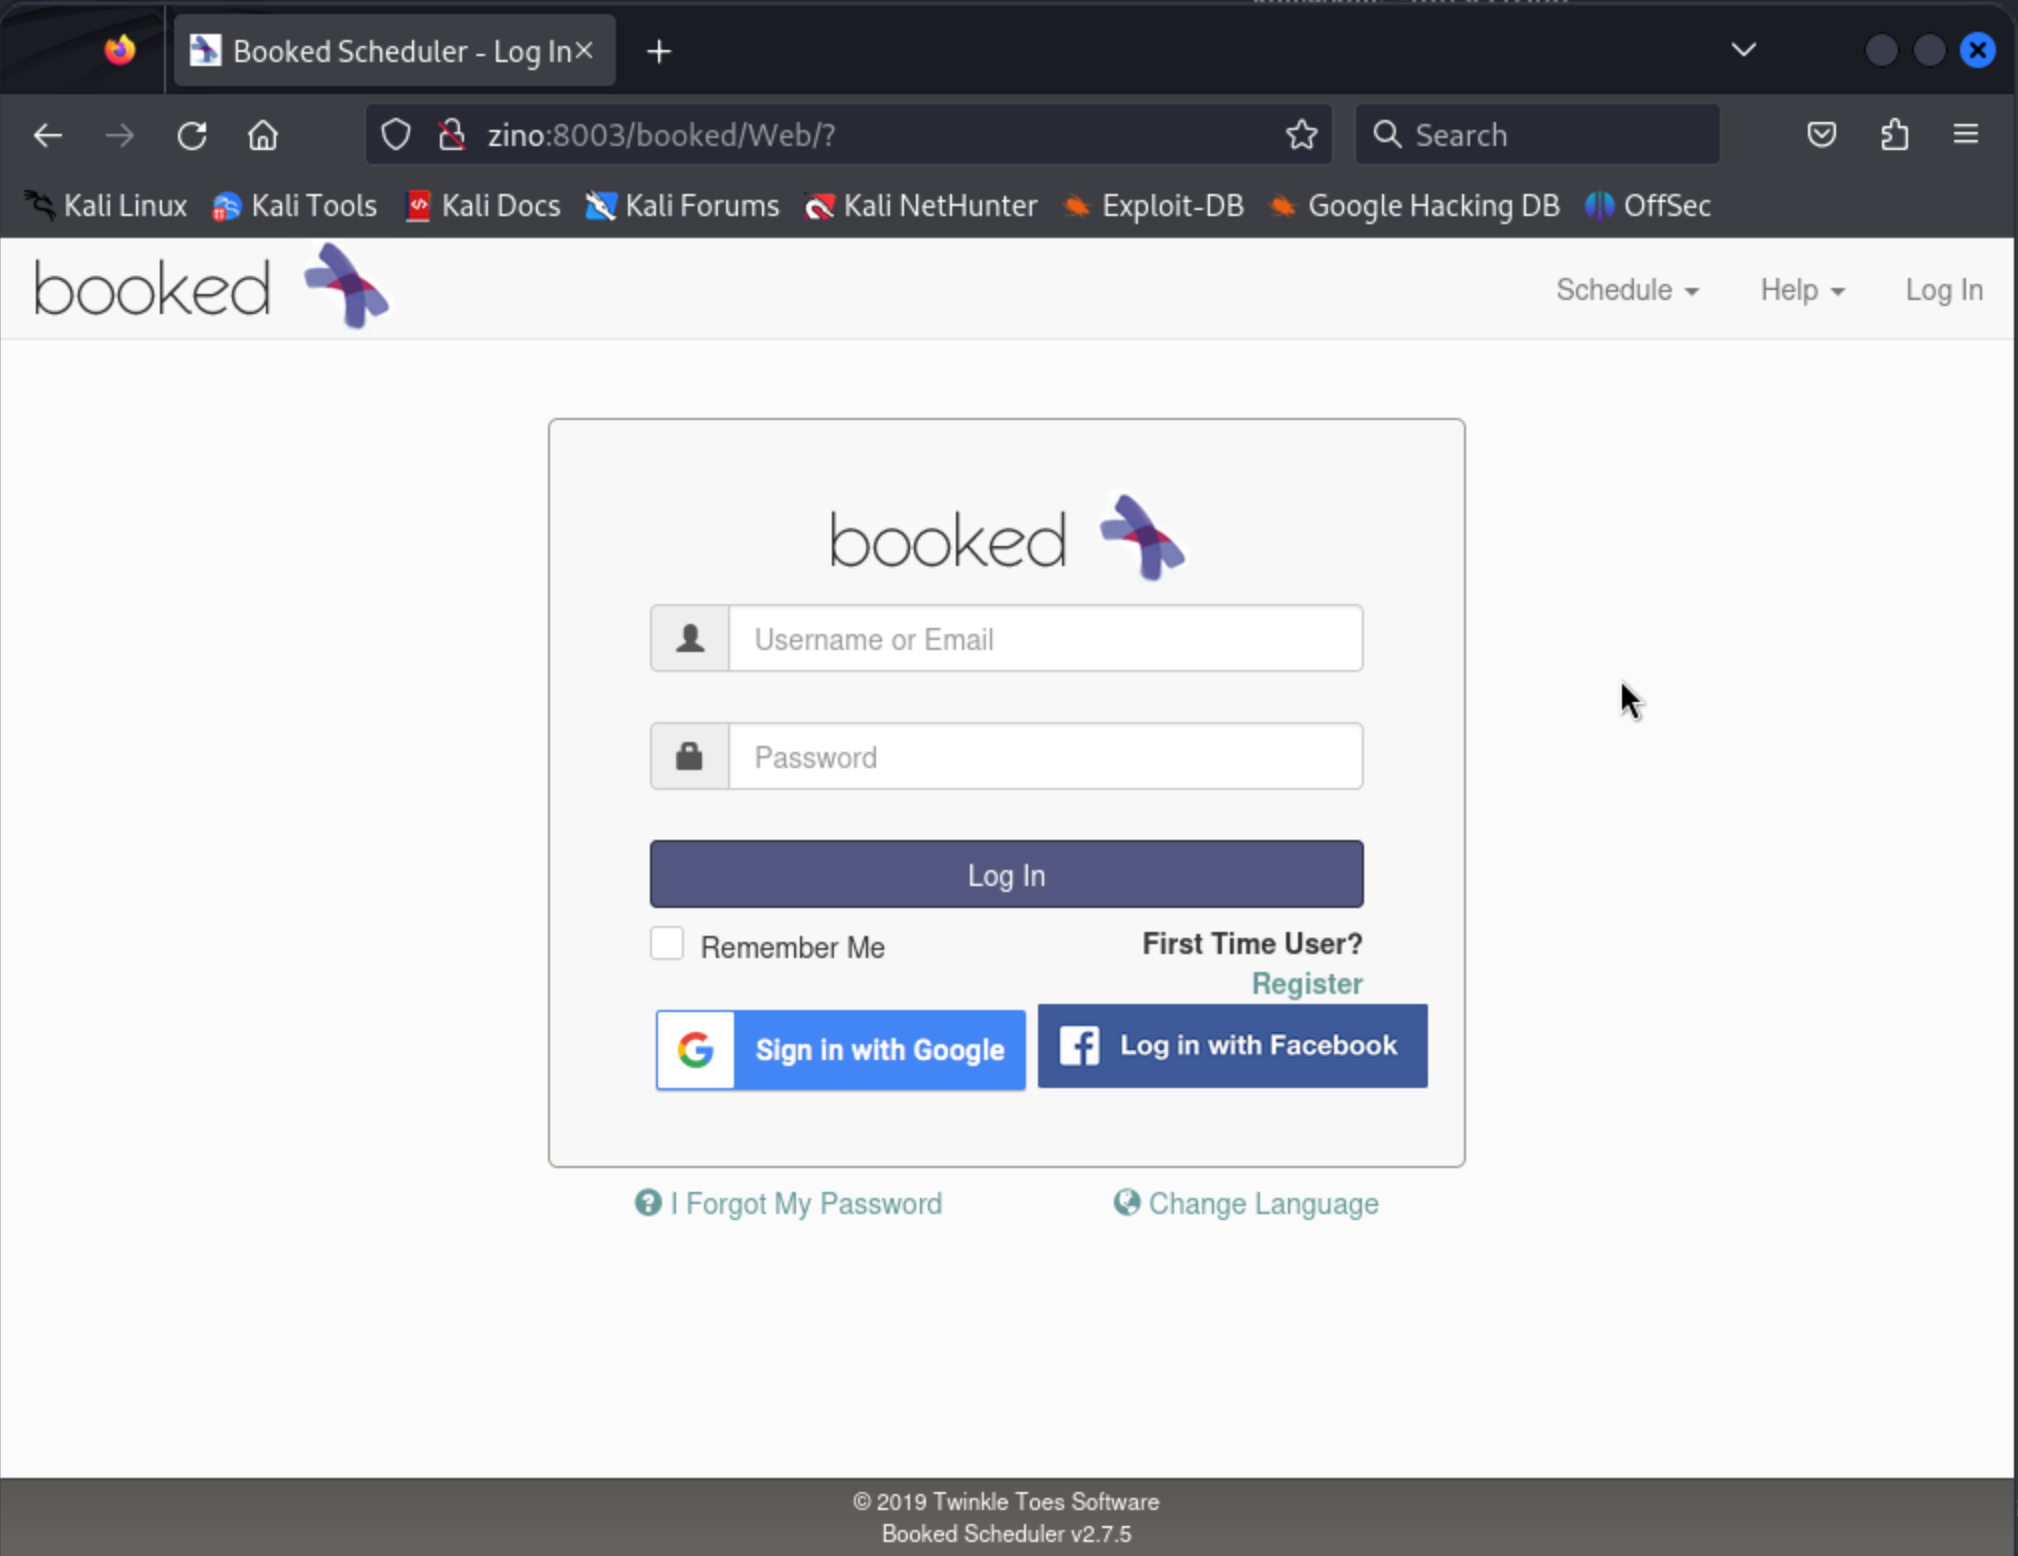 Booked Scheduler - Log In
zino:8003/booked/Web/?
Search
Kali Linux Kali Tools Kali Docs Kali Forums Kali NetHunter Exploit-DB Google Hacking DB OffSec
booked
Schedule Help Log In
booked
Username or Email
Password
Log In
Remember Me
First Time User?
Register
Sign in with Google
Log in with Facebook
I Forgot My Password
Change Language
© 2019 Twinkle Toes Software
Booked Scheduler v2.7.5